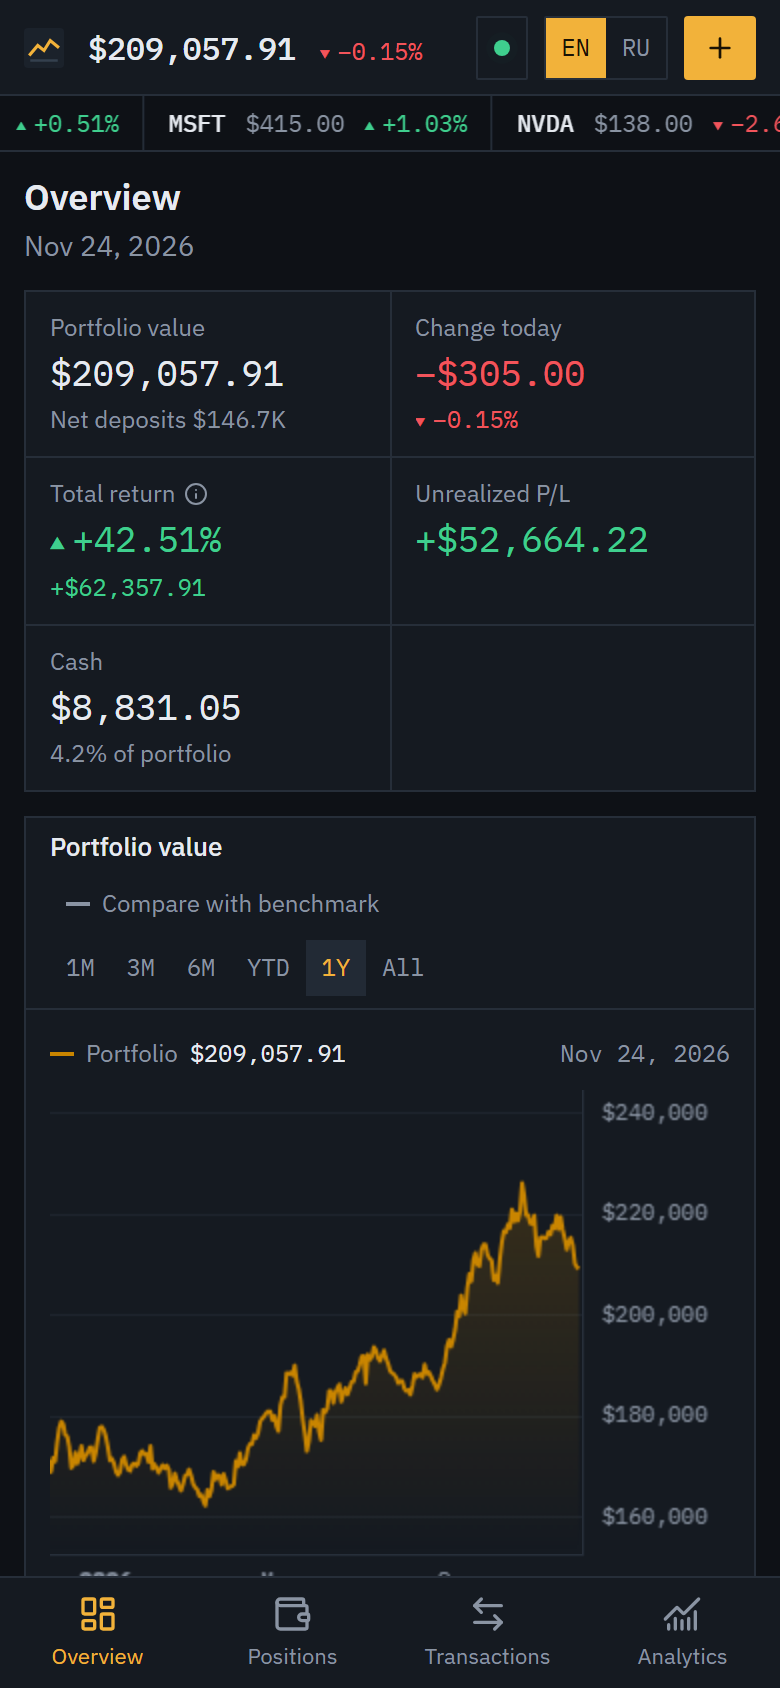 $209,057.91 ▼ −0.15% EN RU +
▲ +0.51% MSFT $415.00 ▲ +1.03% NVDA $138.00 ▼ −2.6
Overview
Nov 24, 2026
Portfolio value
$209,057.91
Net deposits $146.7K
Change today
−$305.00
▼ −0.15%
Total return
▲ +42.51%
+$62,357.91
Unrealized P/L
+$52,664.22
Cash
$8,831.05
4.2% of portfolio
Portfolio value
Compare with benchmark
1M 3M 6M YTD 1Y All
Portfolio $209,057.91 Nov 24, 2026
$240,000
$220,000
$200,000
$180,000
$160,000
Overview Positions Transactions Analytics